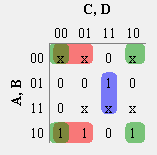 C, D
00 01 11 10
A, B
00 x x 0 x
01 0 0 1 0
11 0 x x x
10 1 1 0 1